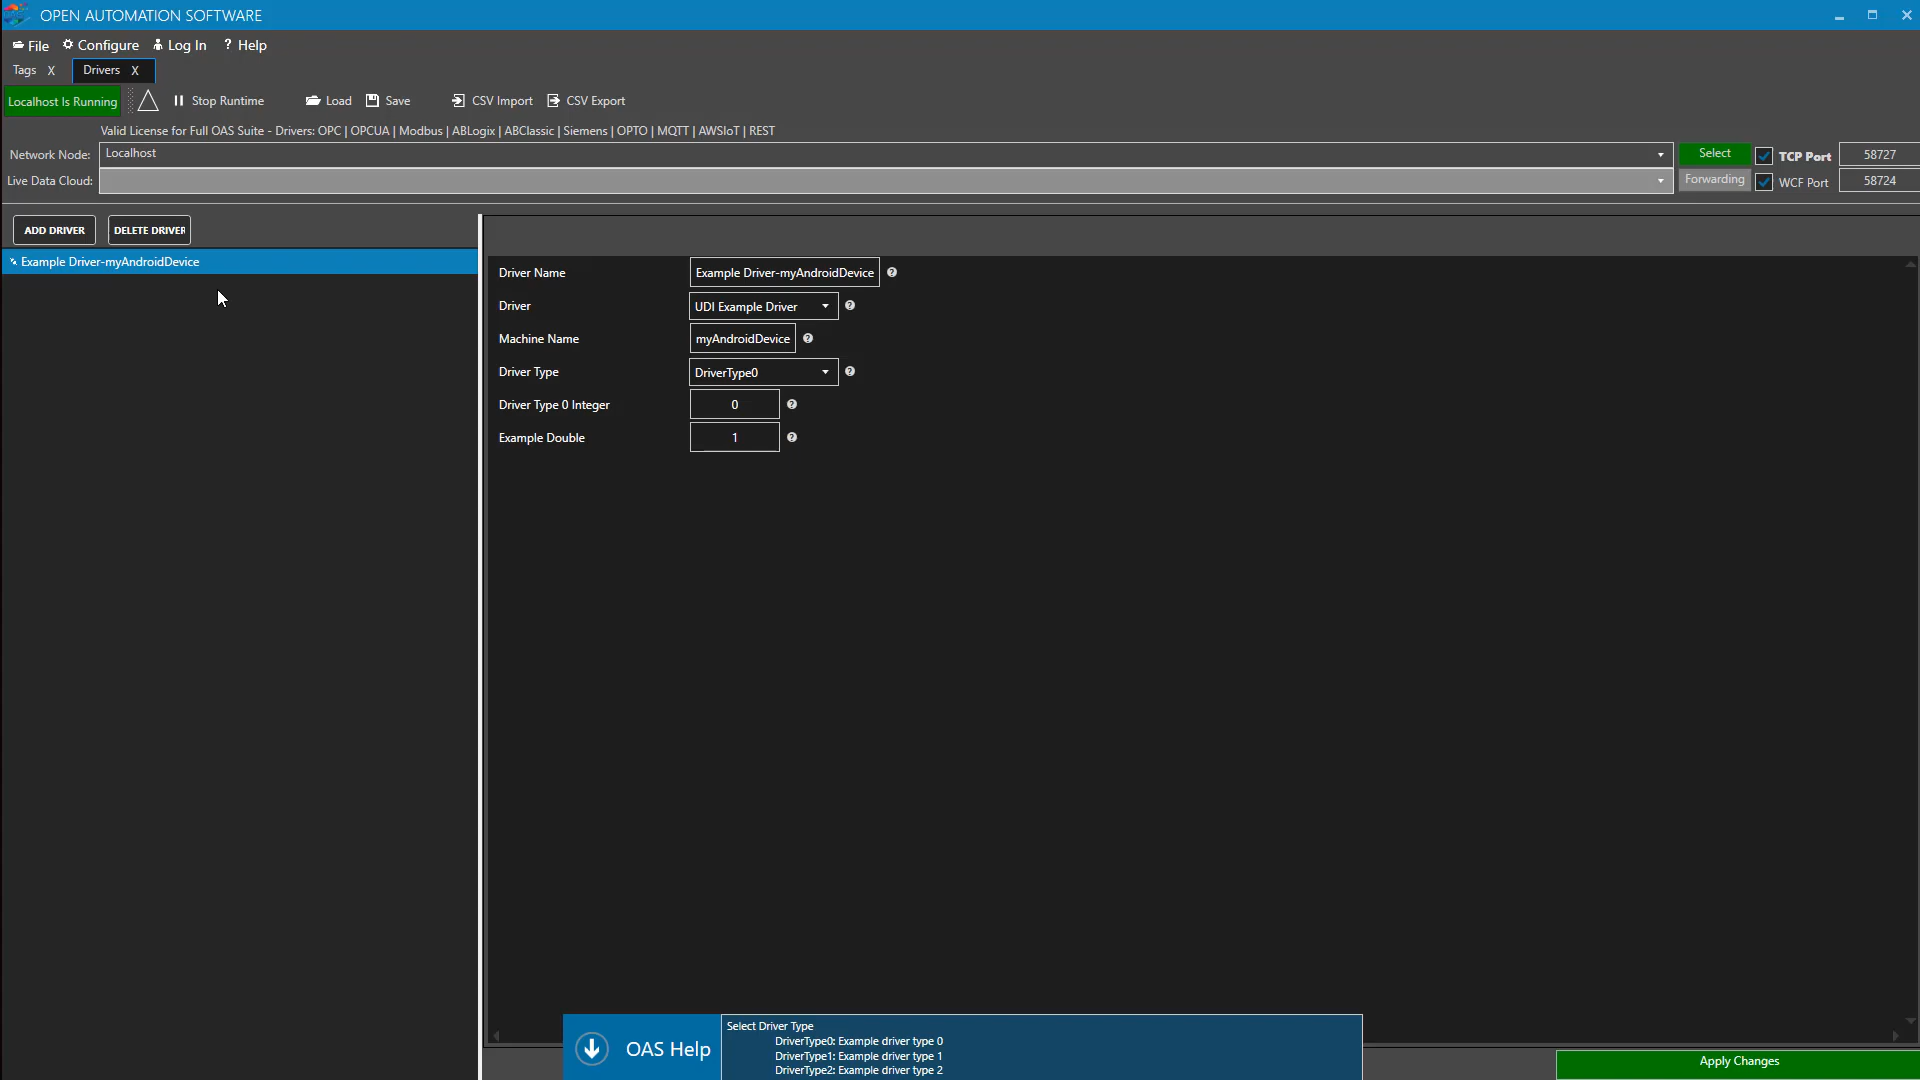 OPEN AUTOMATION SOFTWARE
File Configure Log In ? Help
Tags X Drivers X
Localhost Is Running Stop Runtime Load Save CSV Import CSV Export
Valid License for Full OAS Suite - Drivers: OPC | OPCUA | Modbus | ABLogix | ABClassic | Siemens | OPTO | MQTT | AWSIoT | REST
Network Node: Localhost Select TCP Port 58727
Live Data Cloud: Forwarding WCF Port 58724
ADD DRIVER DELETE DRIVER
Example Driver-myAndroidDevice
Driver Name Example Driver-myAndroidDevice ?
Driver UDI Example Driver ?
Machine Name myAndroidDevice ?
Driver Type DriverType0 ?
Driver Type 0 Integer 0 ?
Example Double 1 ?
OAS Help
Select Driver Type
DriverType0: Example driver type 0
DriverType1: Example driver type 1
DriverType2: Example driver type 2
Apply Changes